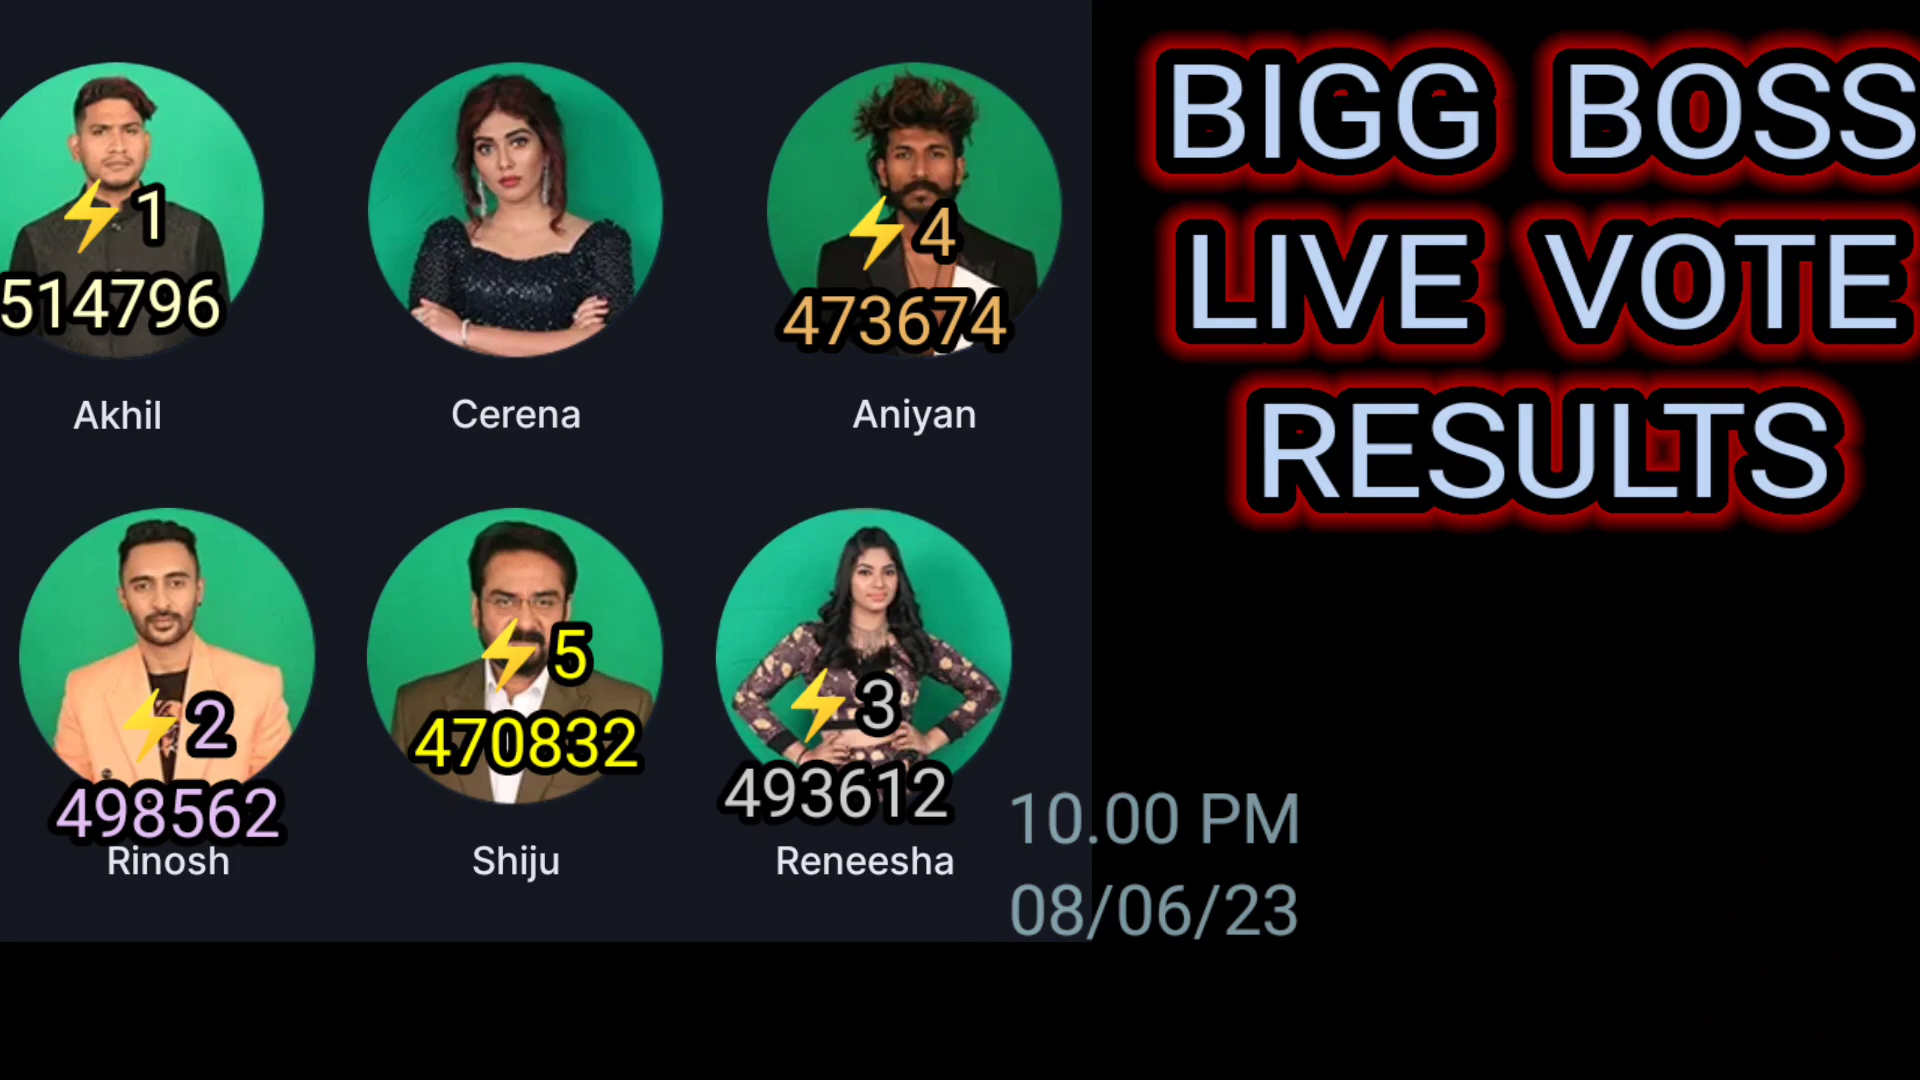 BIGG BOSS
LIVE VOTE
RESULTS
⚡1
514796
Akhil
Cerena
⚡4
473674
Aniyan
⚡2
498562
Rinosh
⚡5
470832
Shiju
⚡3
493612
Reneesha
10.00 PM
08/06/23